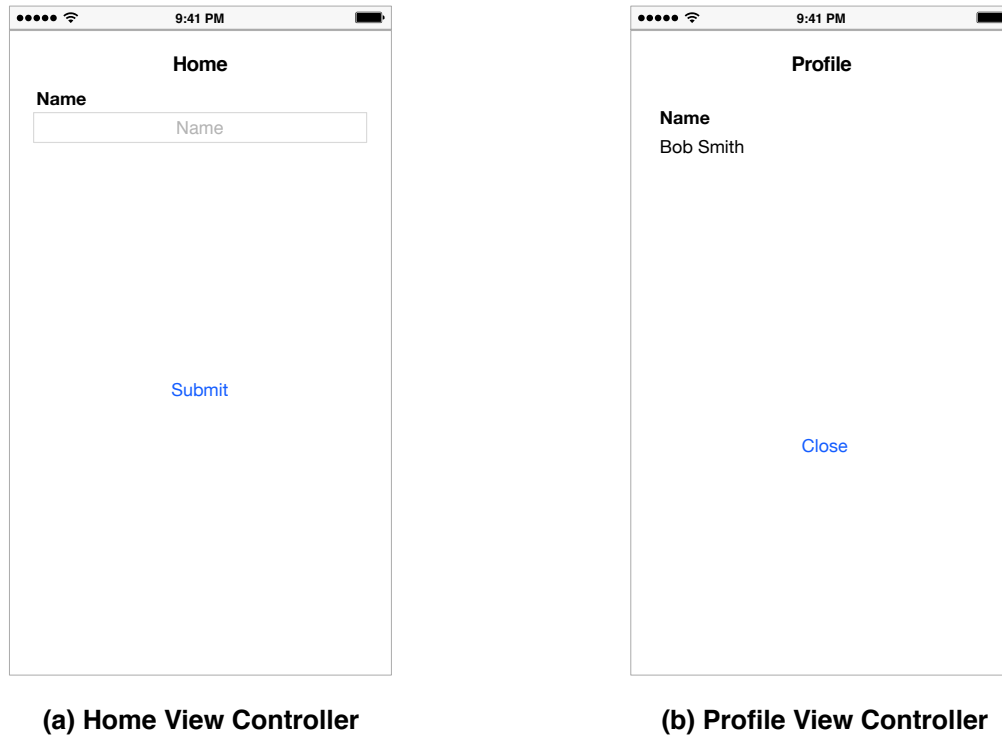 9:41 PM
Home
Name
Name
Submit
(a) Home View Controller
9:41 PM
Profile
Name
Bob Smith
Close
(b) Profile View Controller